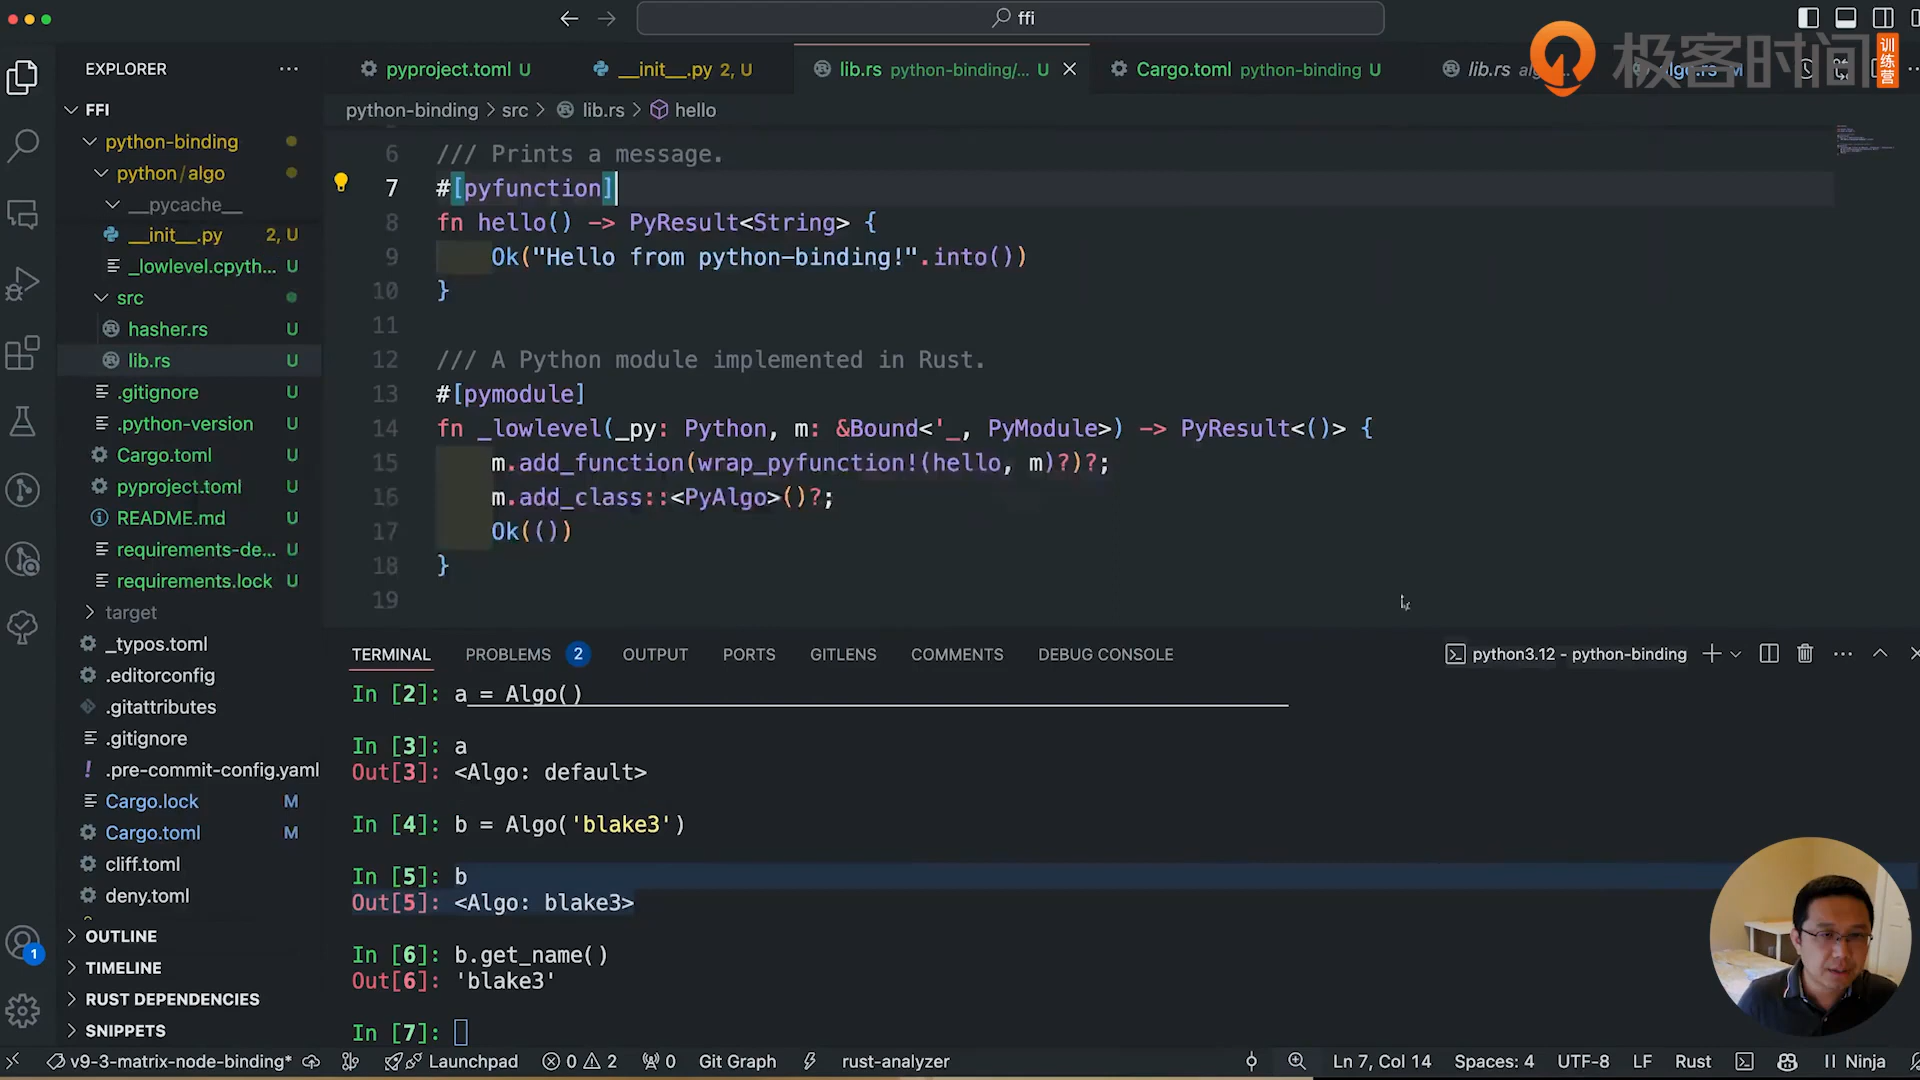 ffi
极客时间
训练营
EXPLORER
FFI
python-binding
python/algo
__pycache__
__init__.py 2, U
_lowlevel.cpyth... U
src
hasher.rs U
lib.rs U
.gitignore U
.python-version U
Cargo.toml U
pyproject.toml U
README.md U
requirements-de... U
requirements.lock U
target
_typos.toml
.editorconfig
.gitattributes
.gitignore
.pre-commit-config.yaml
Cargo.lock M
Cargo.toml M
cliff.toml
deny.toml
OUTLINE
TIMELINE
RUST DEPENDENCIES
SNIPPETS
pyproject.toml U
__init__.py 2, U
lib.rs python-binding/... U
Cargo.toml python-binding U
lib.rs
python-binding > src > lib.rs > hello
6 /// Prints a message.
7 #[pyfunction]
8 fn hello() -> PyResult<String> {
9 Ok("Hello from python-binding!".into())
10 }
11
12 /// A Python module implemented in Rust.
13 #[pymodule]
14 fn _lowlevel(_py: Python, m: &Bound<'_, PyModule>) -> PyResult<()> {
15 m.add_function(wrap_pyfunction!(hello, m)?)?;
16 m.add_class::<PyAlgo>()?;
17 Ok(())
18 }
19
TERMINAL PROBLEMS 2 OUTPUT PORTS GITLENS COMMENTS DEBUG CONSOLE
python3.12 - python-binding
In [2]: a = Algo()
In [3]: a
Out[3]: <Algo: default>
In [4]: b = Algo('blake3')
In [5]: b
Out[5]: <Algo: blake3>
In [6]: b.get_name()
Out[6]: 'blake3'
In [7]:
1
v9-3-matrix-node-binding* Launchpad 0 2 0 Git Graph rust-analyzer Ln 7, Col 14 Spaces: 4 UTF-8 LF Rust Ninja